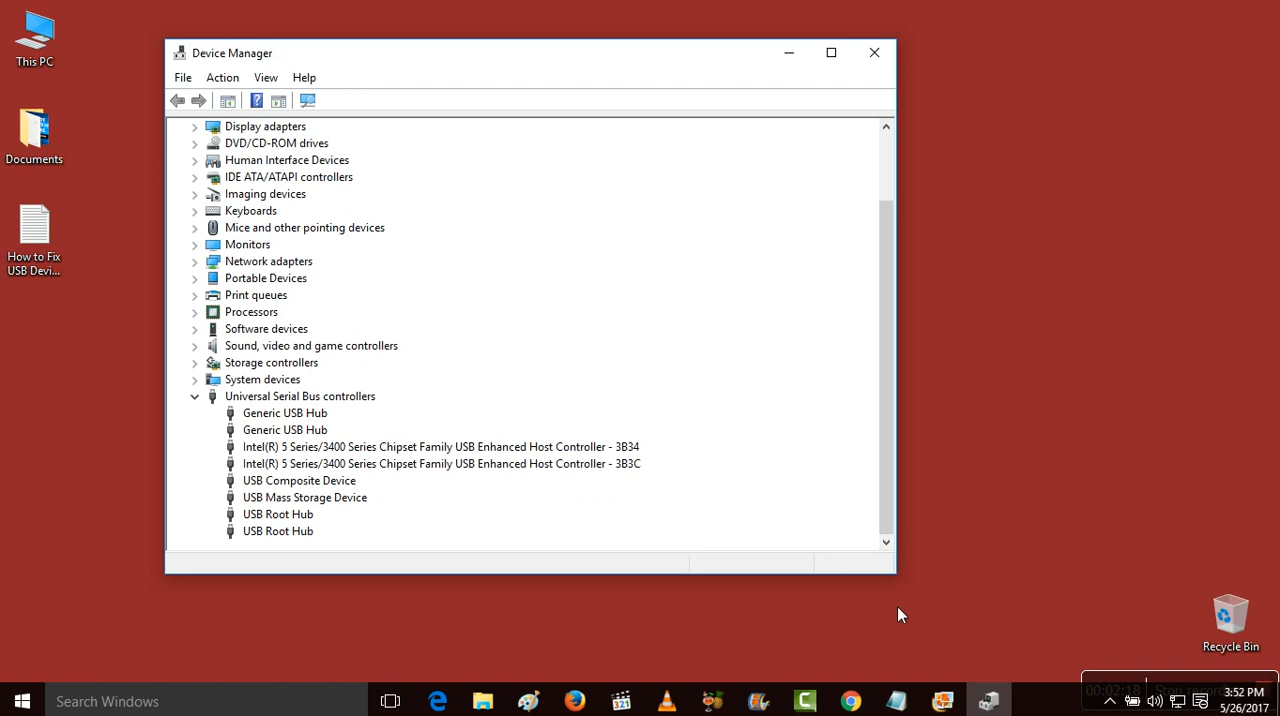 This PC
Documents
How to Fix
USB Devi...
Device Manager
File Action View Help
Display adapters
DVD/CD-ROM drives
Human Interface Devices
IDE ATA/ATAPI controllers
Imaging devices
Keyboards
Mice and other pointing devices
Monitors
Network adapters
Portable Devices
Print queues
Processors
Software devices
Sound, video and game controllers
Storage controllers
System devices
Universal Serial Bus controllers
Generic USB Hub
Generic USB Hub
Intel(R) 5 Series/3400 Series Chipset Family USB Enhanced Host Controller - 3B34
Intel(R) 5 Series/3400 Series Chipset Family USB Enhanced Host Controller - 3B3C
USB Composite Device
USB Mass Storage Device
USB Root Hub
USB Root Hub
Recycle Bin
Search Windows
321
00:02:18 Stop
3:52 PM
5/26/2017